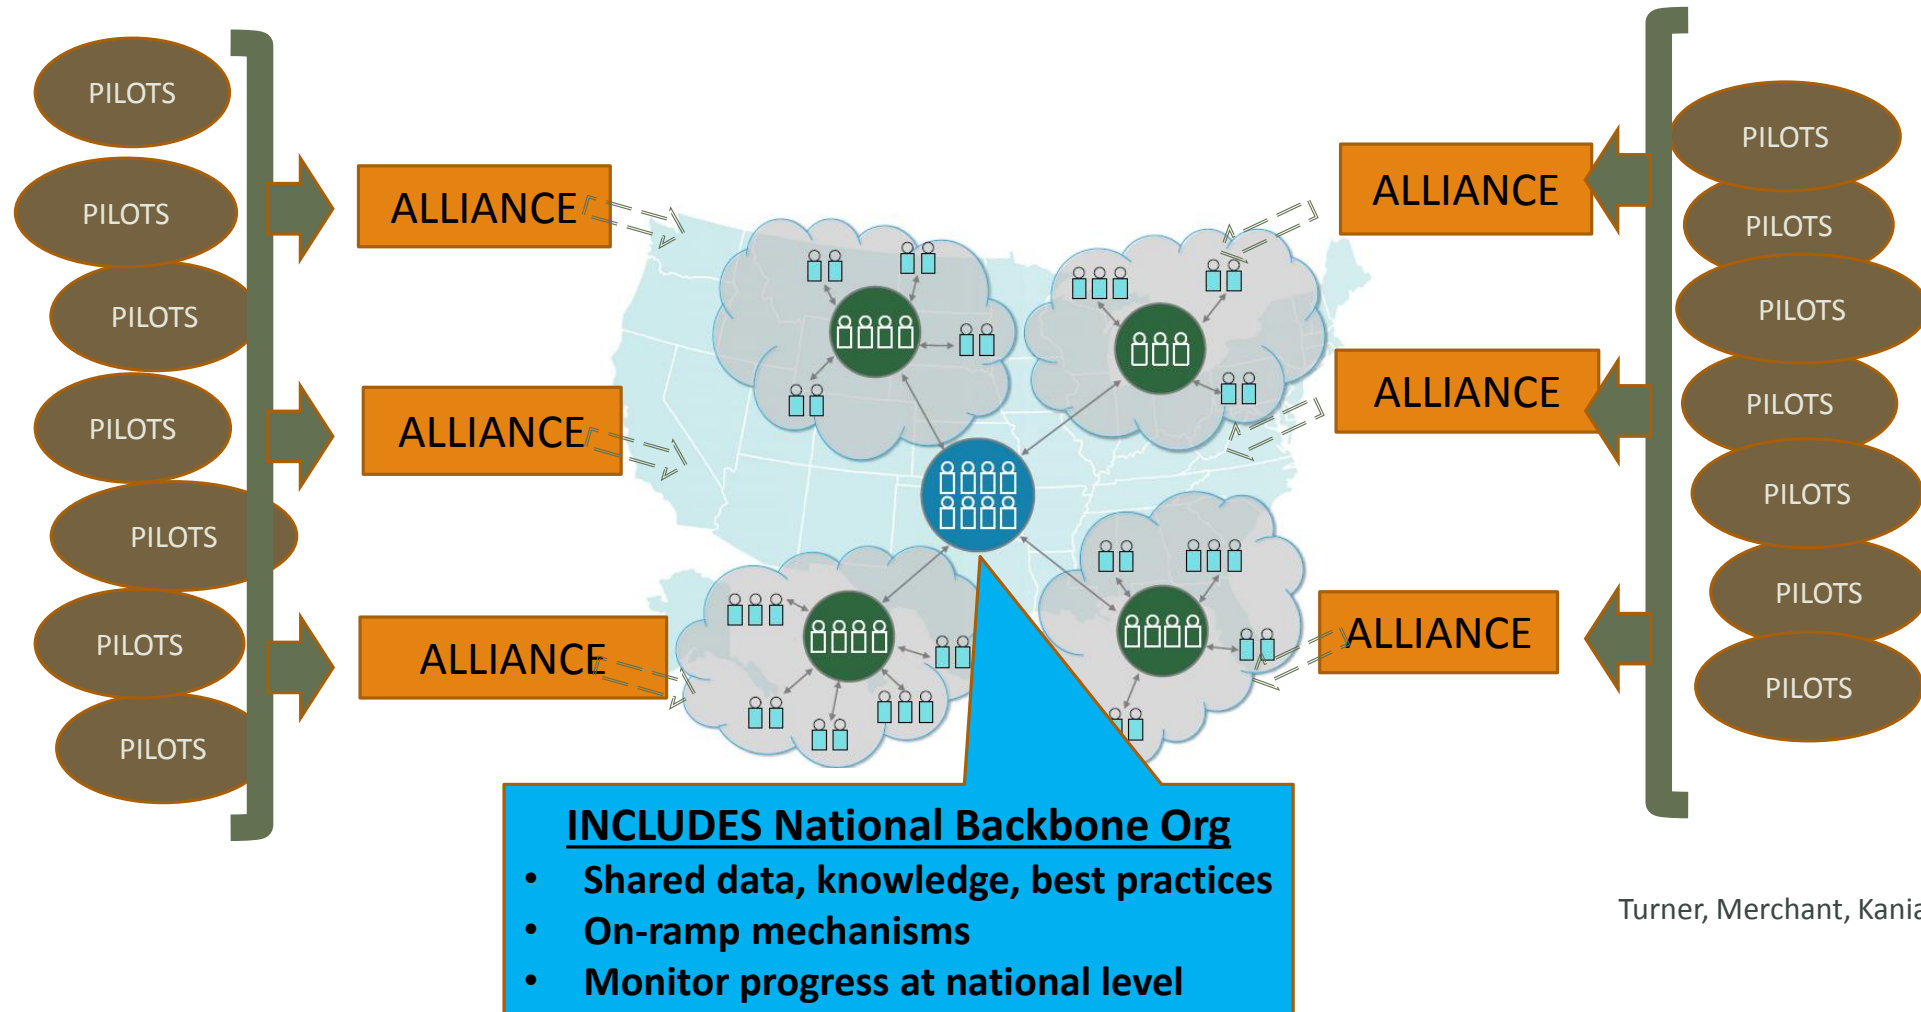 PILOTS
PILOTS
PILOTS
PILOTS
PILOTS
PILOTS
PILOTS
ALLIANCE
ALLIANCE
ALLIANCE
ALLIANCE
ALLIANCE
ALLIANCE
PILOTS
PILOTS
PILOTS
PILOTS
PILOTS
PILOTS
PILOTS
INCLUDES National Backbone Org
• Shared data, knowledge, best practices
• On-ramp mechanisms
• Monitor progress at national level
Turner, Merchant, Kania